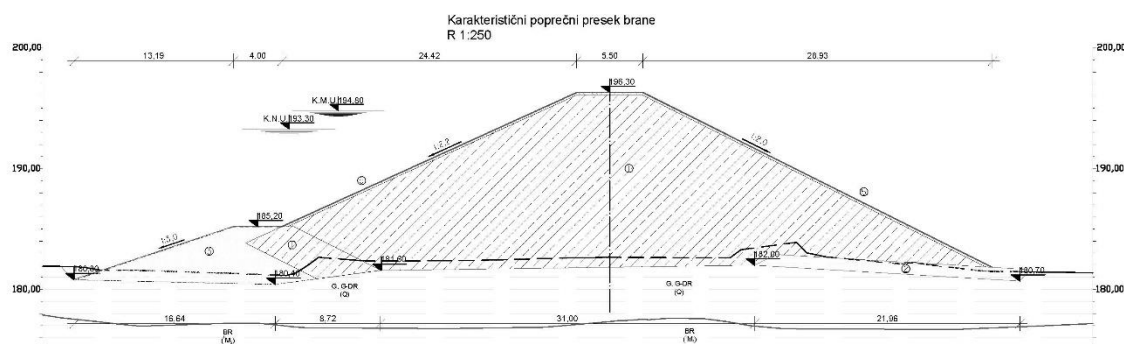 Karakteristični poprečni presek brane
R 1:250
200,00
200,00
13,19
4,00
24,42
5,50
28,93
196,30
K.M.U.194,80
K.N.U.193,30
1:2,2
1:2,0
190,00
190,00
185,20
1:3,0
180,40
181,60
182,00
180,70
180,00
180,00
G, G-DR
(Q)
G, G-DR
(Q)
16,64
8,72
31,00
21,96
BR
BR